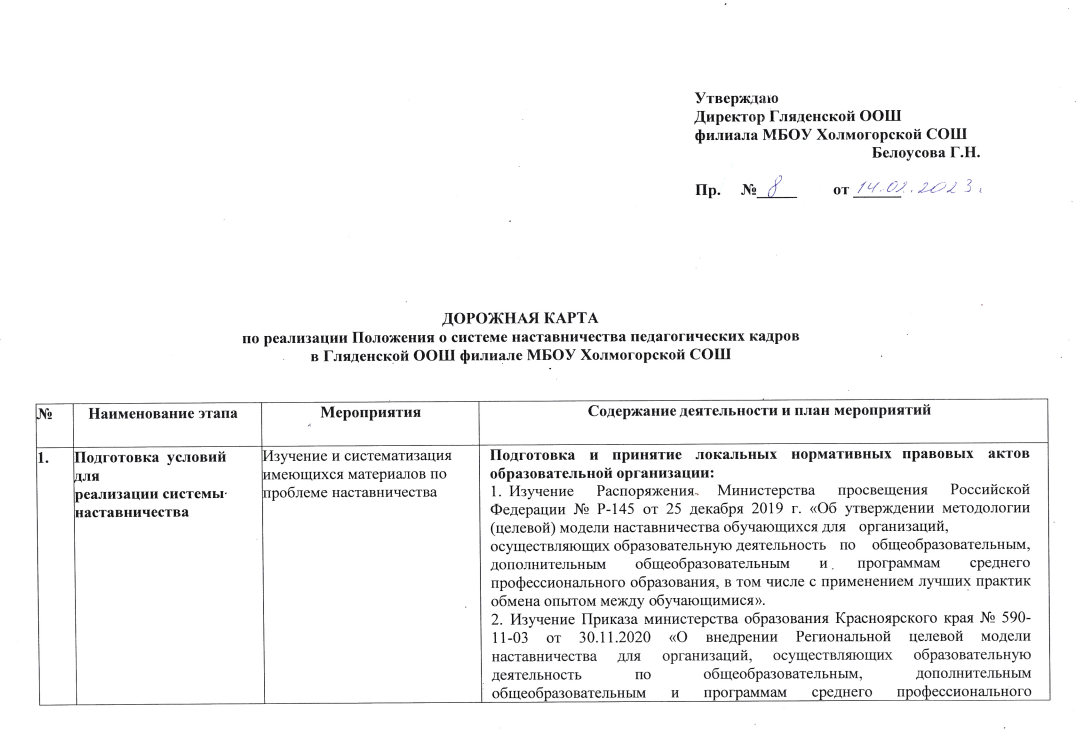 Утверждаю
Директор Гляденской ООШ
филиала МБОУ Холмогорской СОШ
Белоусова Г.Н.
Пр. № 8 от 14.02.2023 г.
ДОРОЖНАЯ КАРТА
по реализации Положения о системе наставничества педагогических кадров
в Гляденской ООШ филиале МБОУ Холмогорской СОШ
№ Наименование этапа Мероприятия Содержание деятельности и план мероприятий
1.
Подготовка условий
для
реализации системы
наставничества
Изучение и систематизация
имеющихся материалов по
проблеме наставничества
Подготовка и принятие локальных нормативных правовых актов
образовательной организации:
1. Изучение Распоряжения Министерства просвещения Российской
Федерации № Р-145 от 25 декабря 2019 г. «Об утверждении методологии
(целевой) модели наставничества обучающихся для организаций,
осуществляющих образовательную деятельность по общеобразовательным,
дополнительным общеобразовательным и программам среднего
профессионального образования, в том числе с применением лучших практик
обмена опытом между обучающимися».
2. Изучение Приказа министерства образования Красноярского края № 590-
11-03 от 30.11.2020 «О внедрении Региональной целевой модели
наставничества для организаций, осуществляющих образовательную
деятельность по общеобразовательным, дополнительным
общеобразовательным и программам среднего профессионального